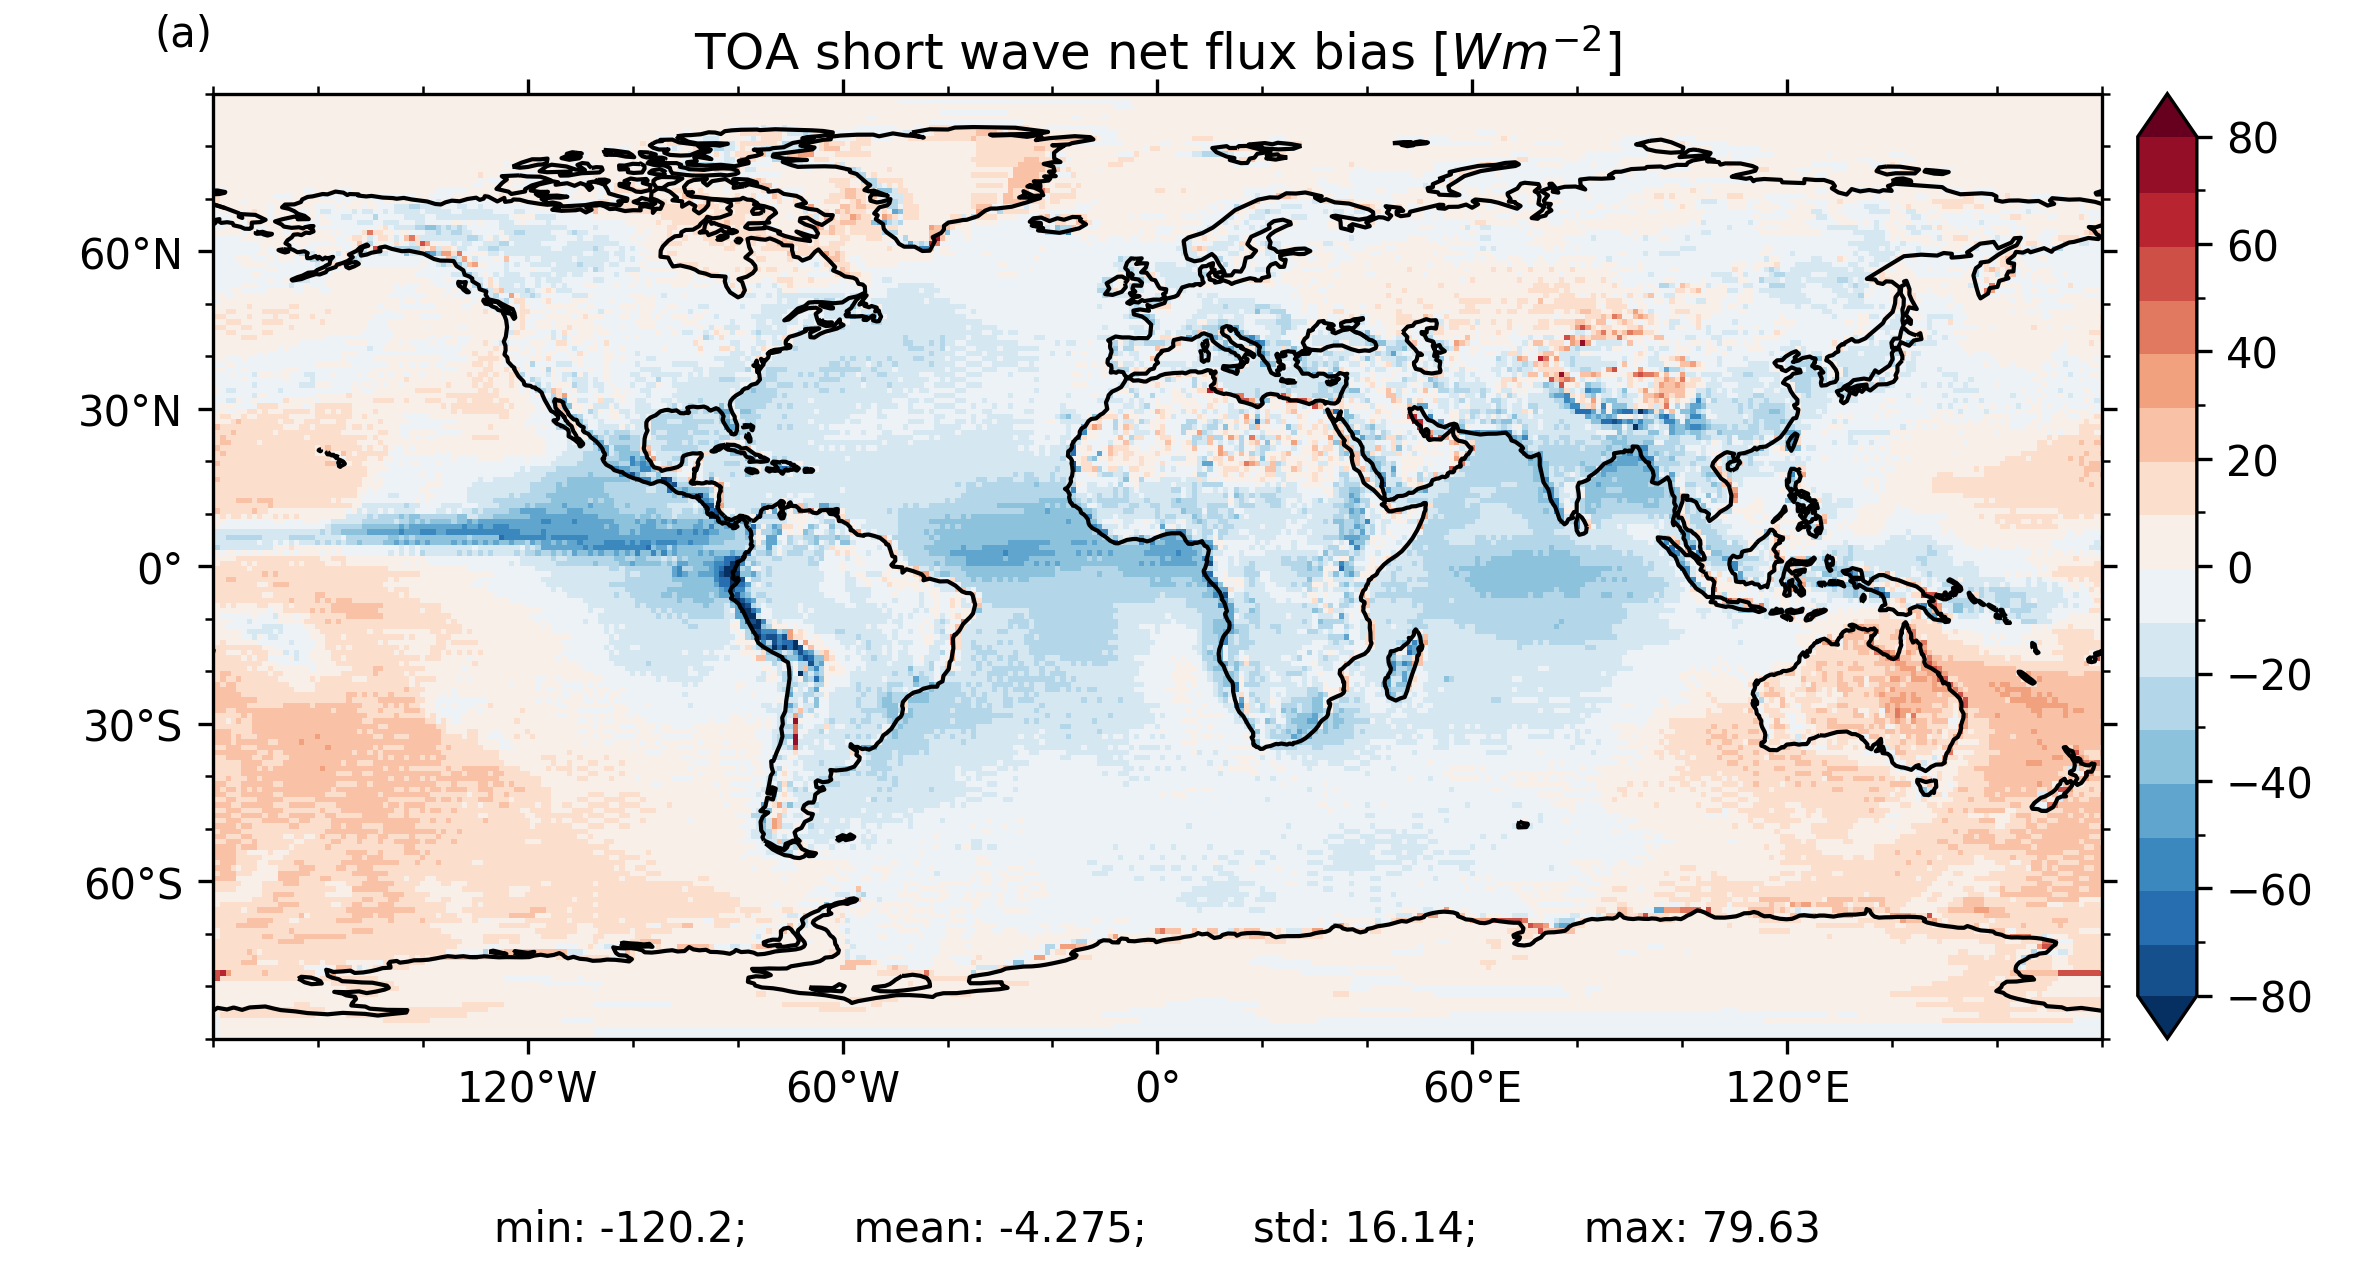 (a)
TOA short wave net flux bias [Wm⁻²]
80
60°N
60
40
30°N
20
0°
0
−20
30°S
−40
60°S
−60
−80
120°W 60°W 0° 60°E 120°E
min: -120.2; mean: -4.275; std: 16.14; max: 79.63